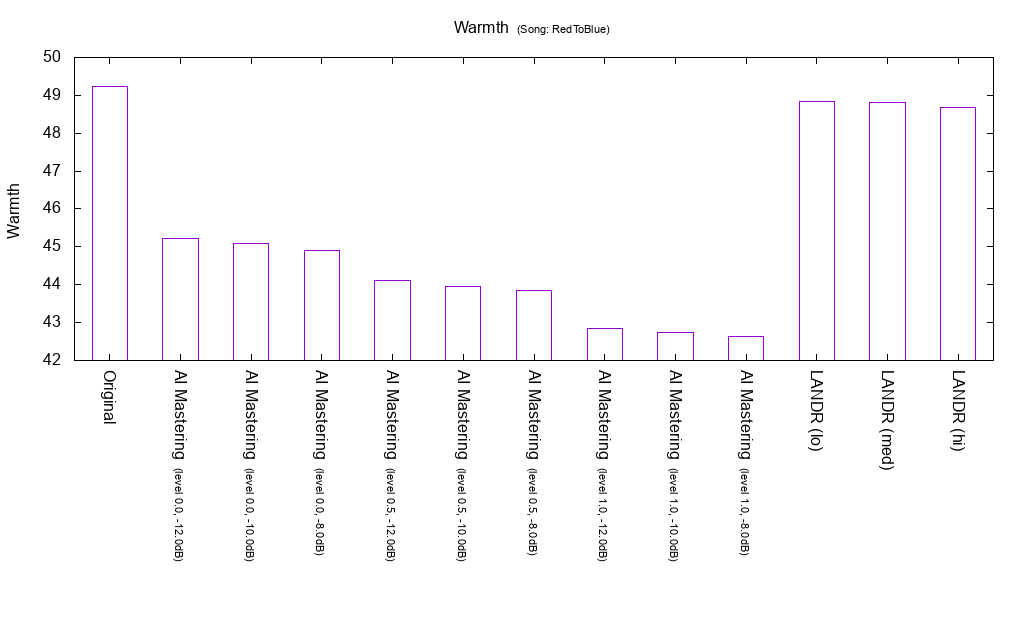 Warmth (Song: RedToBlue)
Warmth
50
49
48
47
46
45
44
43
42
Original
AI Mastering (level 0.0, -12.0dB)
AI Mastering (level 0.0, -10.0dB)
AI Mastering (level 0.0, -8.0dB)
AI Mastering (level 0.5, -12.0dB)
AI Mastering (level 0.5, -10.0dB)
AI Mastering (level 0.5, -8.0dB)
AI Mastering (level 1.0, -12.0dB)
AI Mastering (level 1.0, -10.0dB)
AI Mastering (level 1.0, -8.0dB)
LANDR (lo)
LANDR (med)
LANDR (hi)